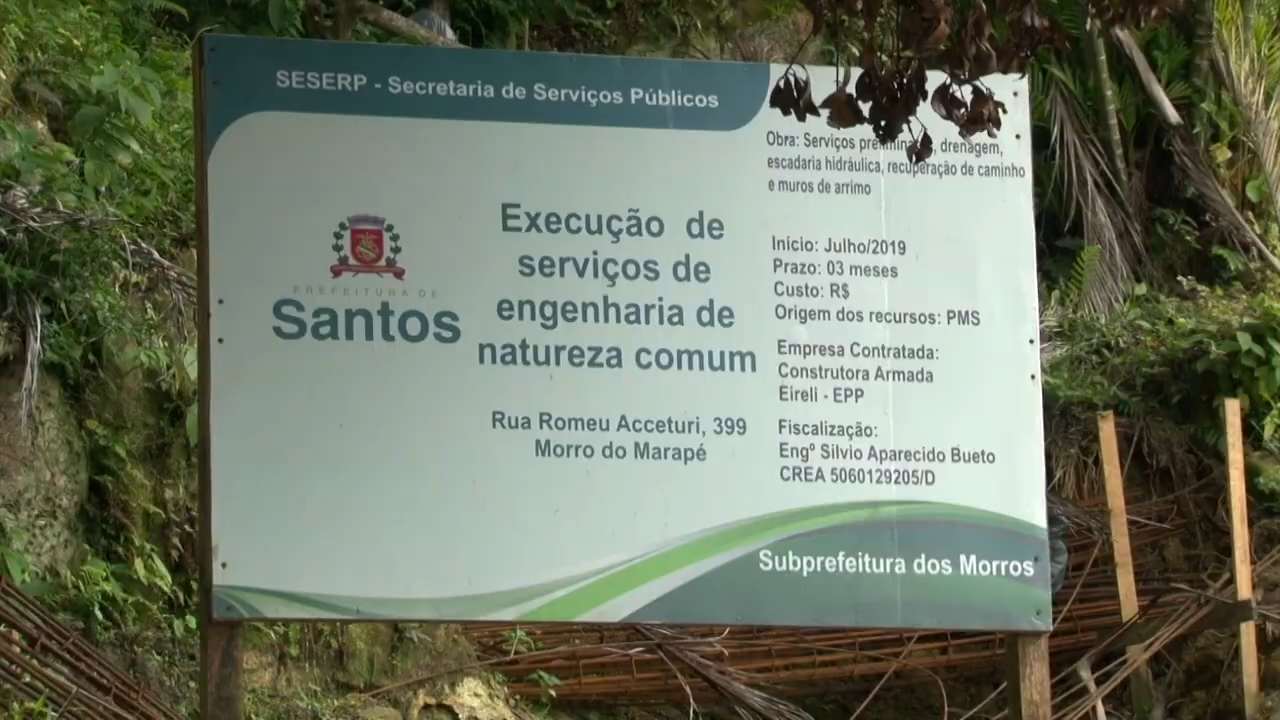 SESERP - Secretaria de Serviços Públicos
PREFEITURA DE
Santos
Execução de
serviços de
engenharia de
natureza comum
Rua Romeu Acceturi, 399
Morro do Marapé
Obra: Serviços drenagem,
escadaria hidráulica, recuperação de caminho
e muros de arrimo
Início: Julho/2019
Prazo: 03 meses
Custo: R$
Origem dos recursos: PMS
Empresa Contratada:
Construtora Armada
Eireli - EPP
Fiscalização:
Engº Silvio Aparecido Bueto
CREA 5060129205/D
Subprefeitura dos Morros